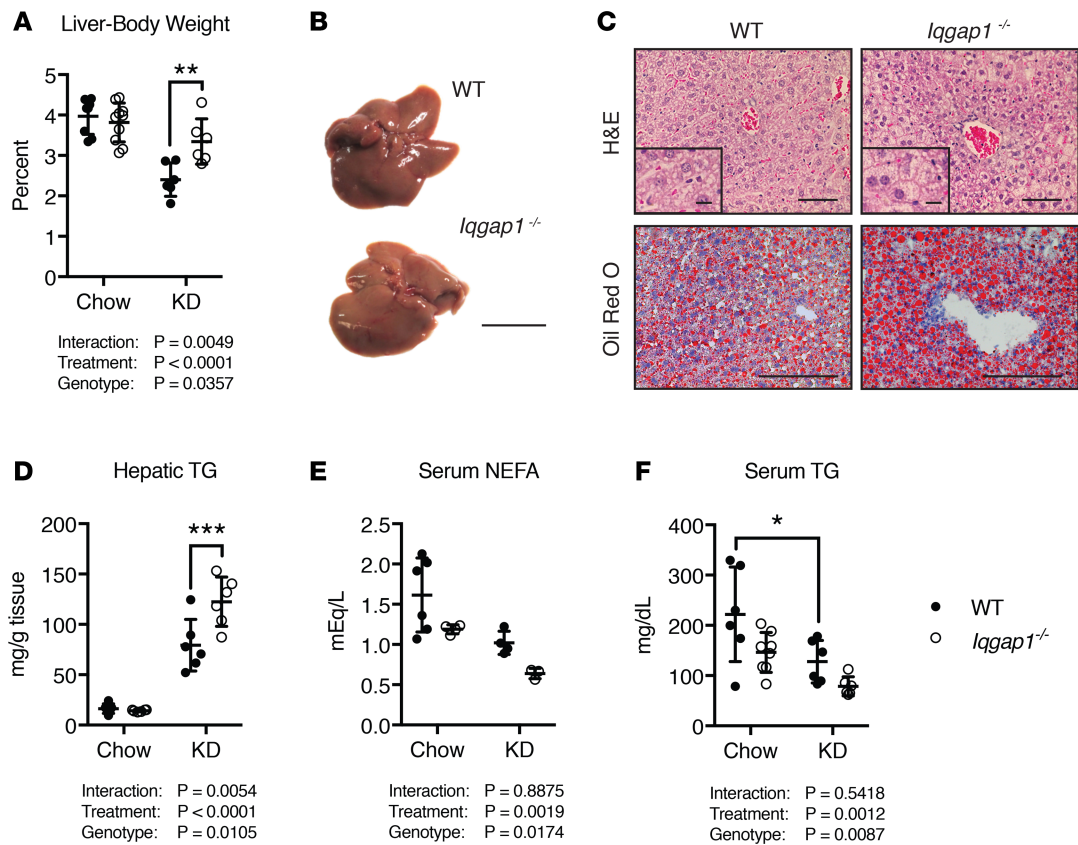 A Liver-Body Weight
Percent
5
4
3
2
1
0
**
Chow KD
Interaction: P = 0.0049
Treatment: P < 0.0001
Genotype: P = 0.0357
B
WT
Iqgap1 -/-
C
WT Iqgap1 -/-
H&E
Oil Red O
D Hepatic TG
mg/g tissue
200
150
100
50
0
***
Chow KD
Interaction: P = 0.0054
Treatment: P < 0.0001
Genotype: P = 0.0105
E Serum NEFA
mEq/L
2.5
2.0
1.5
1.0
0.5
0.0
Chow KD
Interaction: P = 0.8875
Treatment: P = 0.0019
Genotype: P = 0.0174
F Serum TG
mg/dL
400
300
200
100
0
*
Chow KD
Interaction: P = 0.5418
Treatment: P = 0.0012
Genotype: P = 0.0087
WT
Iqgap1-/-